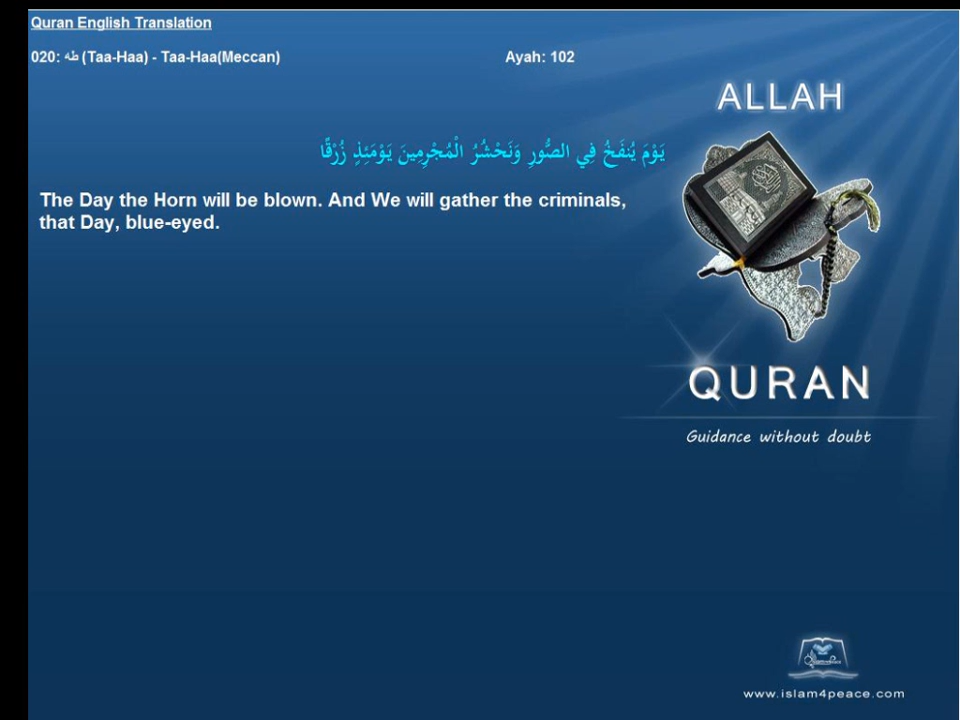 Quran English Translation
020: طه (Taa-Haa) - Taa-Haa(Meccan) Ayah: 102
ALLAH
يَوْمَ يُنفَخُ فِي الصُّورِ وَنَحْشُرُ الْمُجْرِمِينَ يَوْمَئِذٍ زُرْقًا
The Day the Horn will be blown. And We will gather the criminals,
that Day, blue-eyed.
QURAN
Guidance without doubt
www.islam4peace.com